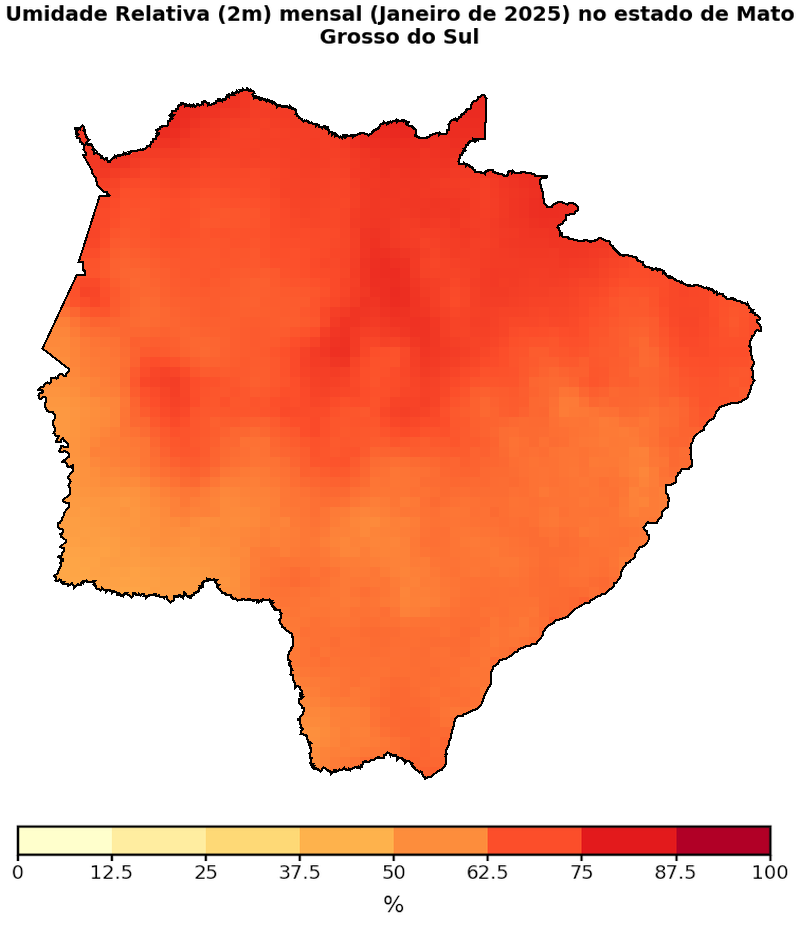 Umidade Relativa (2m) mensal (Janeiro de 2025) no estado de Mato
Grosso do Sul
0 12.5 25 37.5 50 62.5 75 87.5 100
%